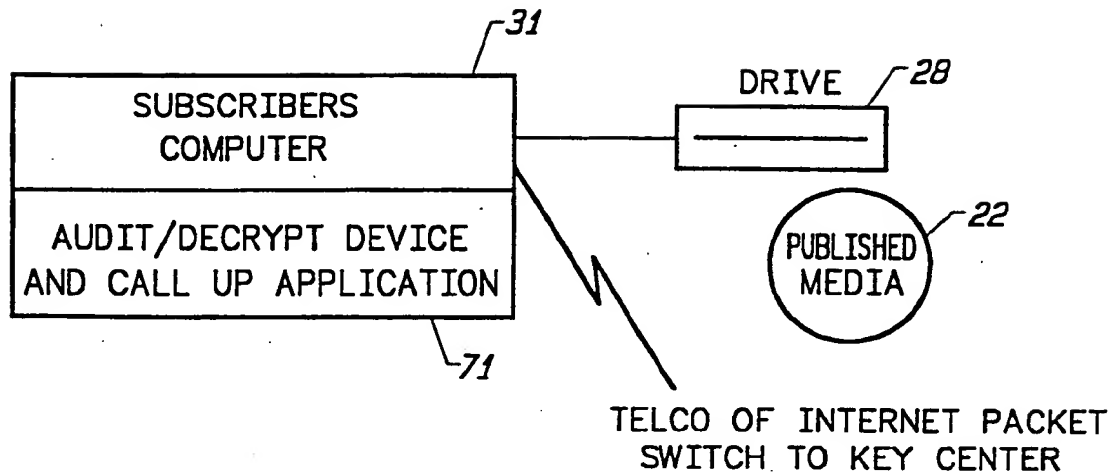 31
SUBSCRIBERS
COMPUTER
DRIVE
28
AUDIT/DECRYPT DEVICE
AND CALL UP APPLICATION
71
PUBLISHED
MEDIA
22
TELCO OF INTERNET PACKET
SWITCH TO KEY CENTER